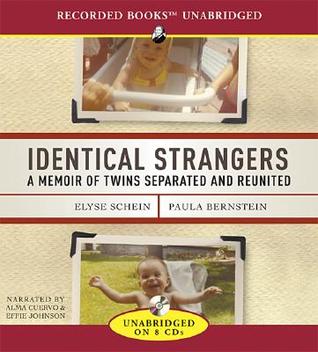 RECORDED BOOKS™ UNABRIDGED
IDENTICAL STRANGERS
A MEMOIR OF TWINS SEPARATED AND REUNITED
ELYSE SCHEIN
PAULA BERNSTEIN
NARRATED BY
ALMA CUERVO &
EFFIE JOHNSON
UNABRIDGED
ON 8 CDs